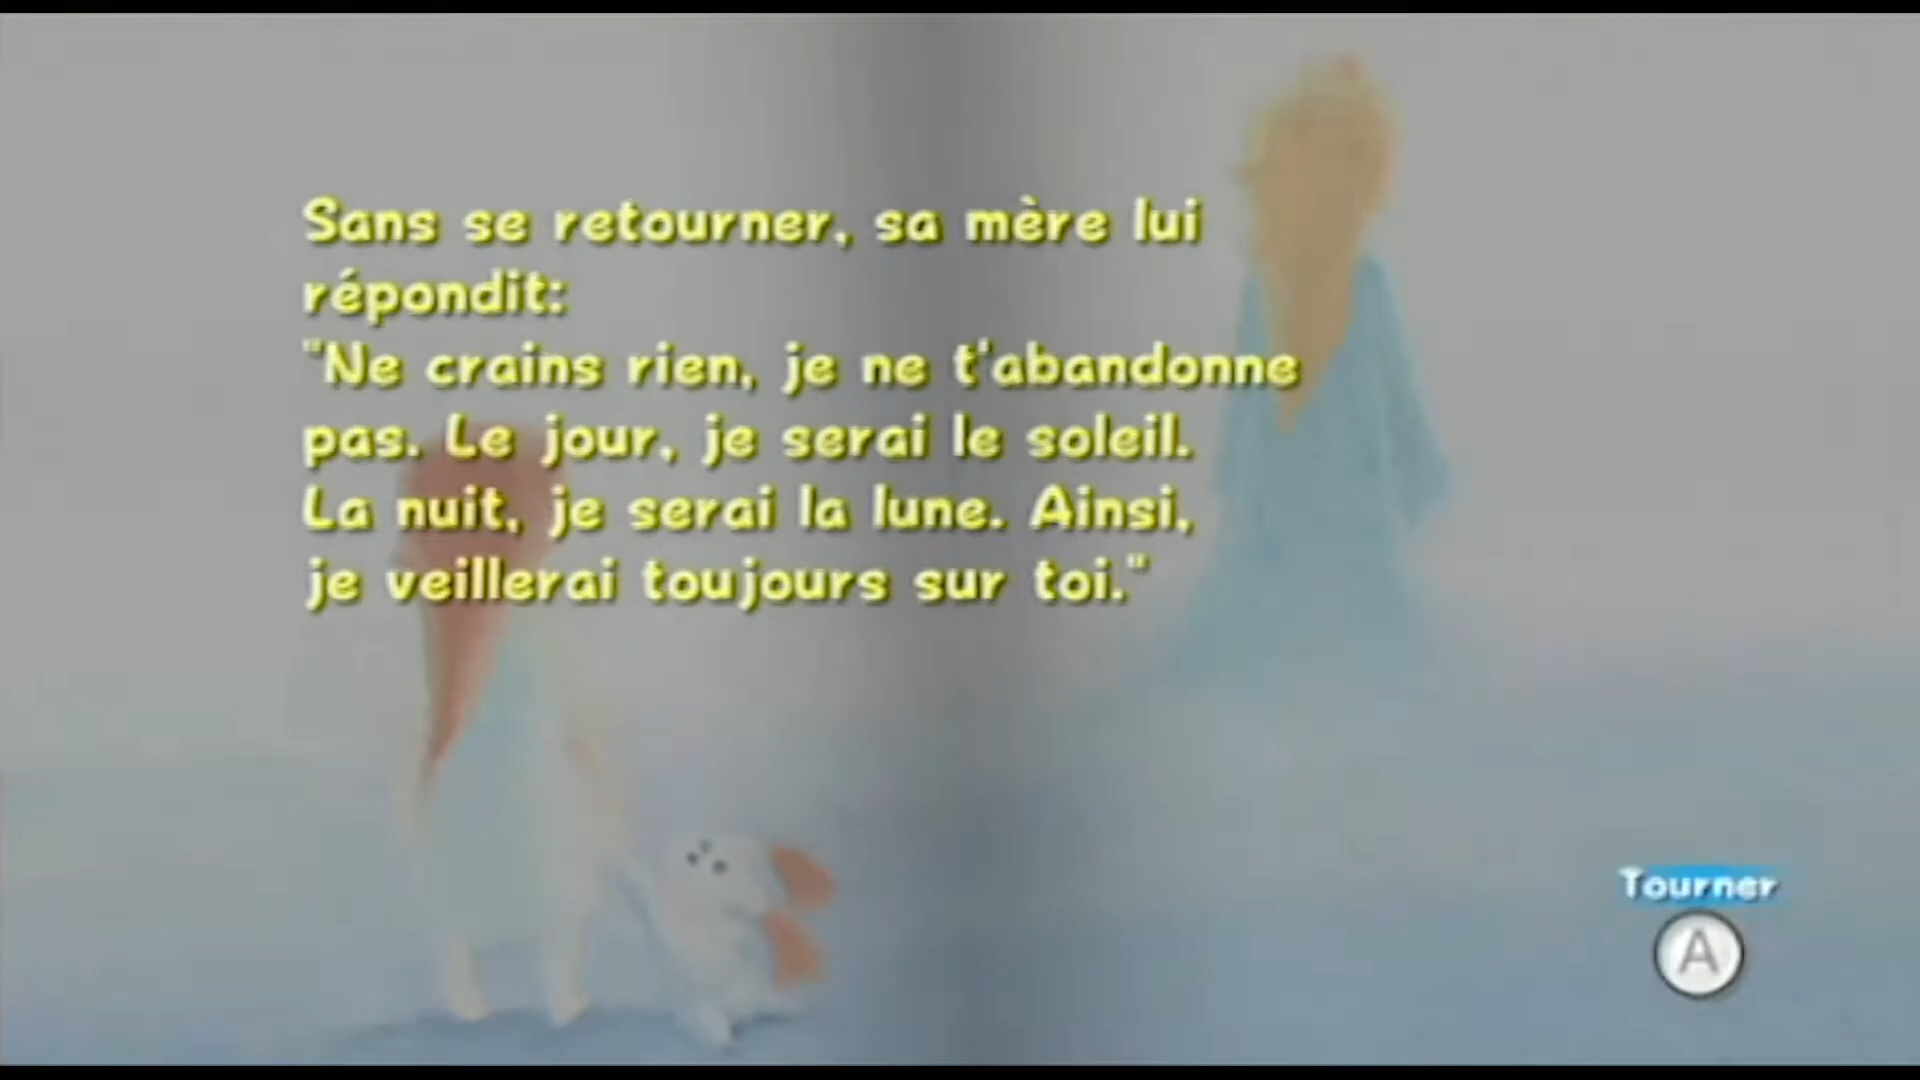 Sans se retourner, sa mère lui
répondit:
"Ne crains rien, je ne t'abandonne
pas. Le jour, je serai le soleil.
La nuit, je serai la lune. Ainsi,
je veillerai toujours sur toi."
Tourner
A